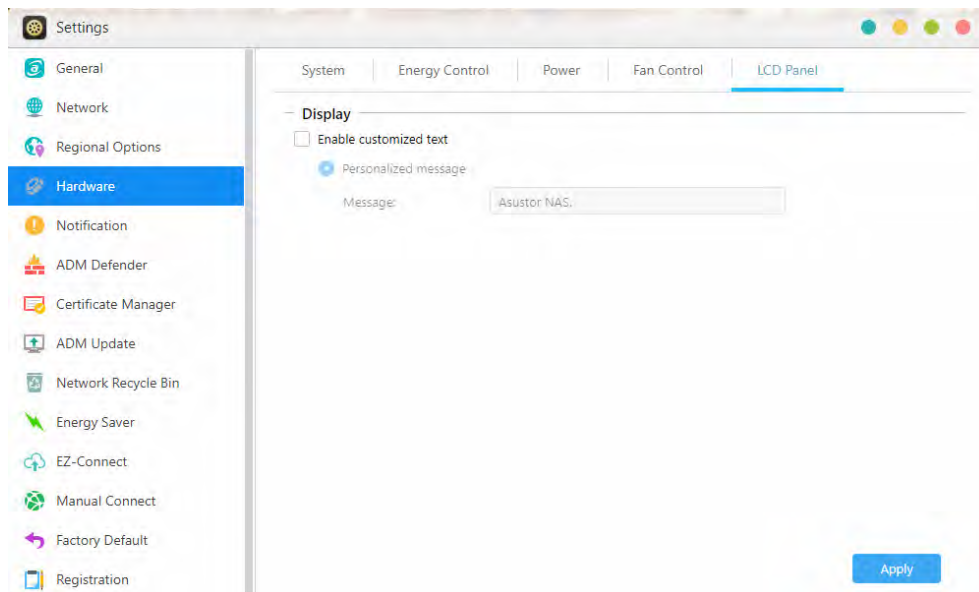 Settings
General
Network
Regional Options
Hardware
Notification
ADM Defender
Certificate Manager
ADM Update
Network Recycle Bin
Energy Saver
EZ-Connect
Manual Connect
Factory Default
Registration
System
Energy Control
Power
Fan Control
LCD Panel
Display
Enable customized text
Personalized message
Message: Asustor NAS.
Apply